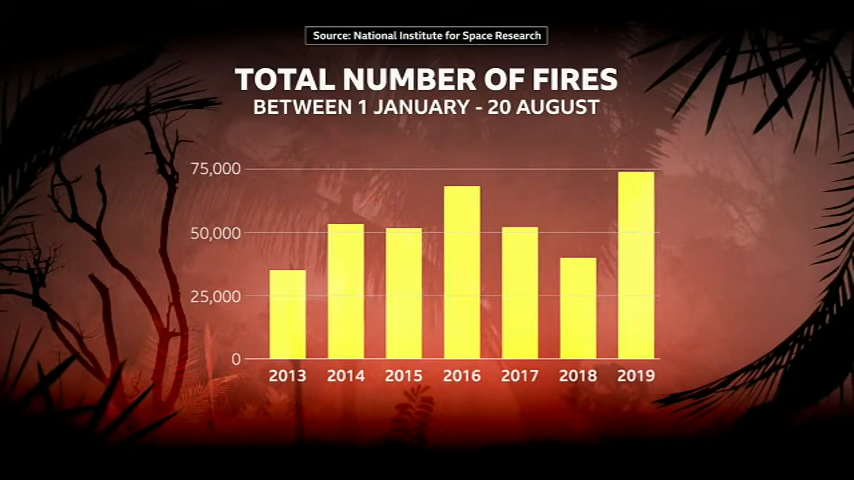 Source: National Institute for Space Research
TOTAL NUMBER OF FIRES
BETWEEN 1 JANUARY - 20 AUGUST
75,000
50,000
25,000
0
2013 2014 2015 2016 2017 2018 2019